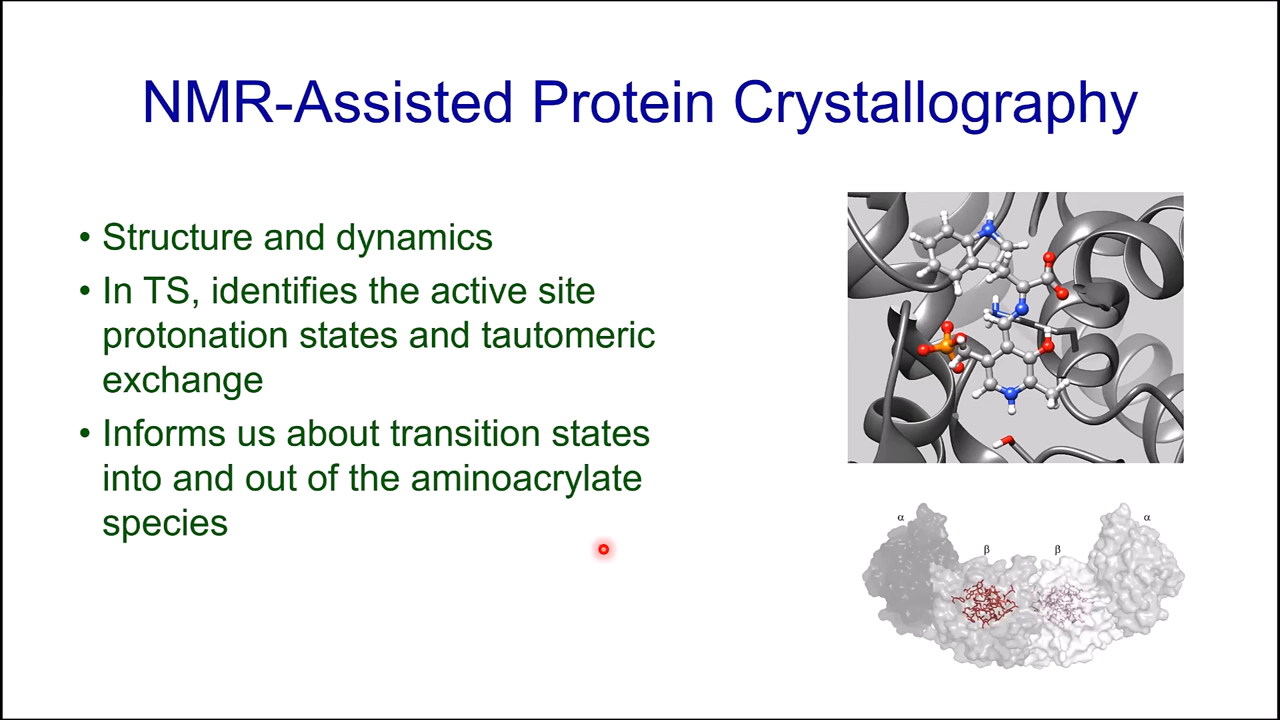 NMR-Assisted Protein Crystallography
• Structure and dynamics
• In TS, identifies the active site
protonation states and tautomeric
exchange
• Informs us about transition states
into and out of the aminoacrylate
species
α
α
β
β